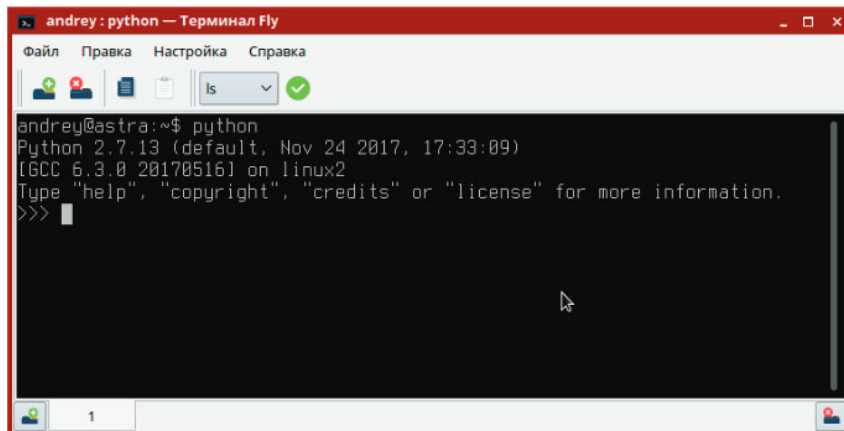 andrey : python — Терминал Fly
Файл Правка Настройка Справка
ls
andrey@astra:~$ python
Python 2.7.13 (default, Nov 24 2017, 17:33:09)
[GCC 6.3.0 20170516] on linux2
Type "help", "copyright", "credits" or "license" for more information.
>>>
1